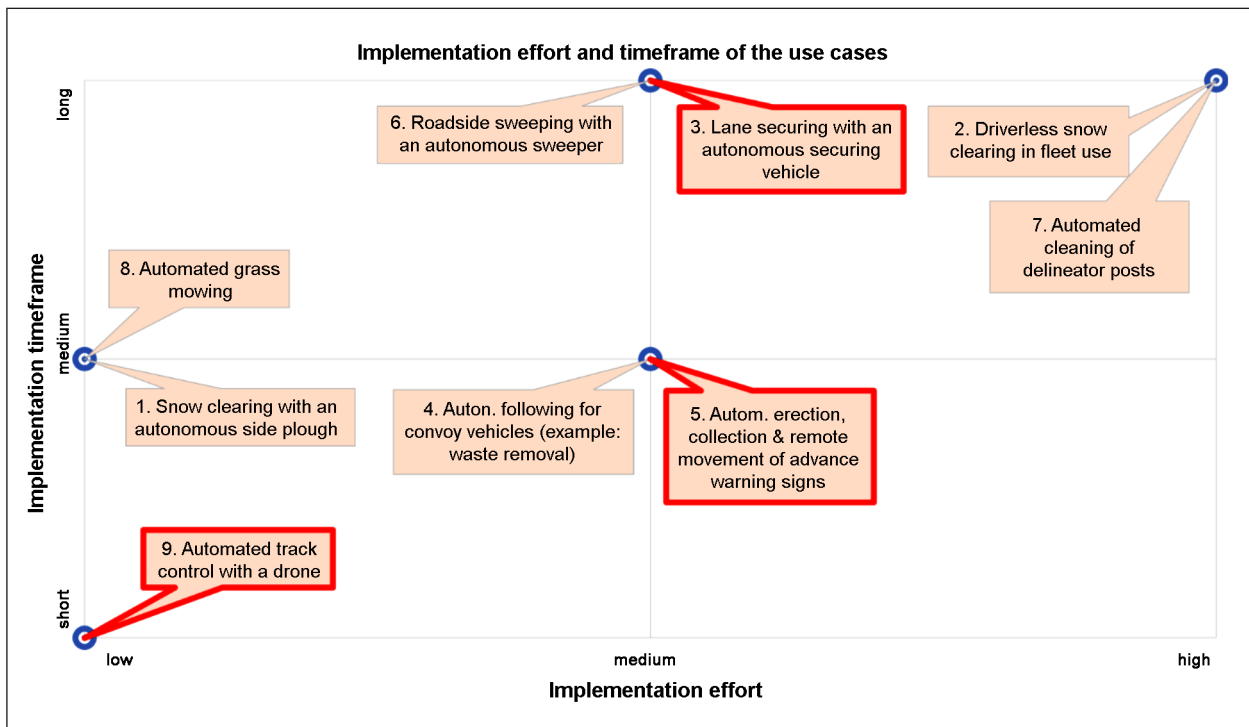 Implementation effort and timeframe of the use cases
long
6. Roadside sweeping with
an autonomous sweeper
3. Lane securing with an
autonomous securing
vehicle
2. Driverless snow
clearing in fleet use
7. Automated
cleaning of
delineator posts
8. Automated grass
mowing
Implementation timeframe
medium
1. Snow clearing with an
autonomous side plough
4. Auton. following for
convoy vehicles (example:
waste removal)
5. Autom. erection,
collection & remote
movement of advance
warning signs
9. Automated track
control with a drone
short
low
medium
high
Implementation effort